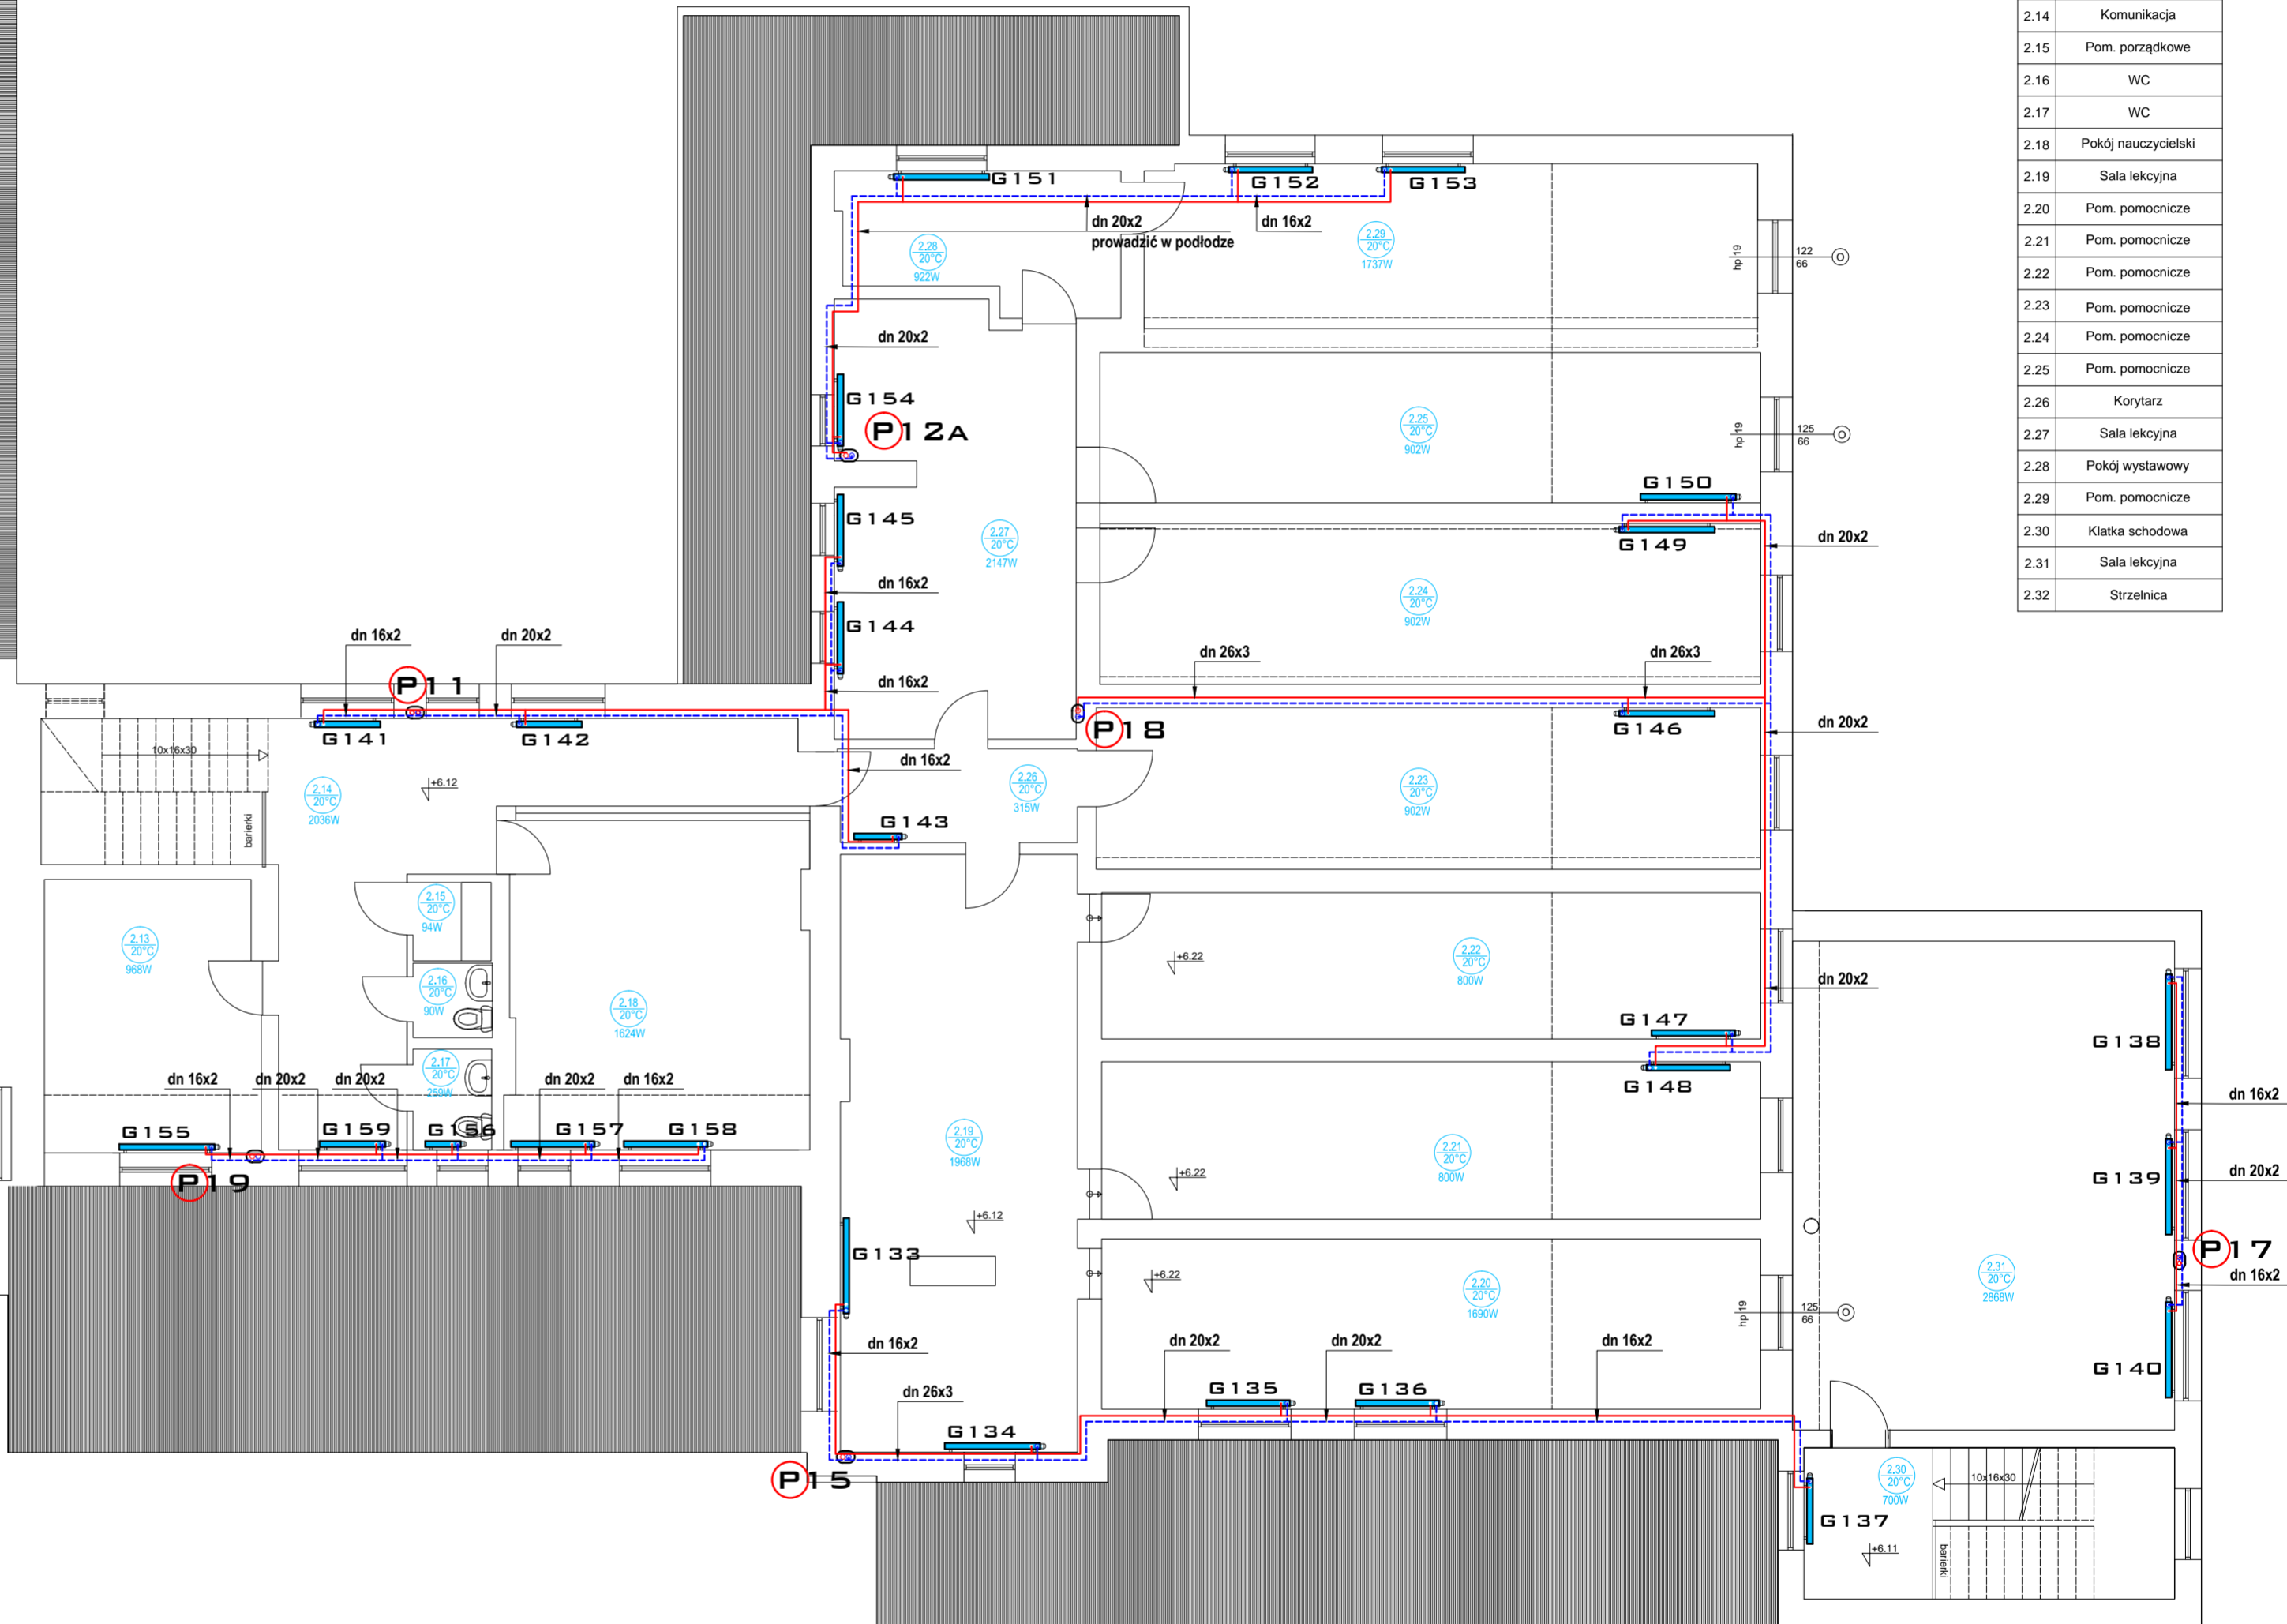 2.14 Komunikacja
2.15 Pom. porządkowe
2.16 WC
2.17 WC
2.18 Pokój nauczycielski
2.19 Sala lekcyjna
2.20 Pom. pomocnicze
2.21 Pom. pomocnicze
2.22 Pom. pomocnicze
2.23 Pom. pomocnicze
2.24 Pom. pomocnicze
2.25 Pom. pomocnicze
2.26 Korytarz
2.27 Sala lekcyjna
2.28 Pokój wystawowy
2.29 Pom. pomocnicze
2.30 Klatka schodowa
2.31 Sala lekcyjna
2.32 Strzelnica
G151
G152
G153
dn 20x2
prowadzić w podłodze
dn 16x2
2.28
20°C
922W
2.29
20°C
1737W
hp 19
122
66
O
dn 20x2
G154
P12A
2.25
20°C
902W
hp 19
125
66
O
G150
G145
2.27
20°C
2147W
G149
dn 20x2
dn 16x2
2.24
20°C
902W
G144
dn 16x2
dn 20x2
dn 26x3
dn 26x3
dn 16x2
P11
G141
G142
P18
G146
dn 20x2
10x16x30
dn 16x2
+6.12
2.14
20°C
2036W
barierki
2.26
20°C
315W
2.23
20°C
902W
G143
2.15
20°C
94W
2.13
20°C
968W
2.16
20°C
90W
2.18
20°C
1624W
+6.22
2.22
20°C
800W
dn 20x2
G147
G138
2.17
20°C
259W
dn 16x2
dn 20x2
dn 20x2
dn 20x2
dn 16x2
G148
dn 16x2
G155
G159
G156
G157
G158
2.19
20°C
1968W
2.21
20°C
800W
+6.22
G139
dn 20x2
P19
+6.12
G133
P17
+6.22
2.20
20°C
1690W
2.31
20°C
2868W
dn 16x2
hp 19
125
66
O
dn 16x2
dn 20x2
dn 20x2
dn 16x2
G140
dn 26x3
G135
G136
G134
P15
2.30
20°C
700W
10x16x30
G137
+6.11
barierki